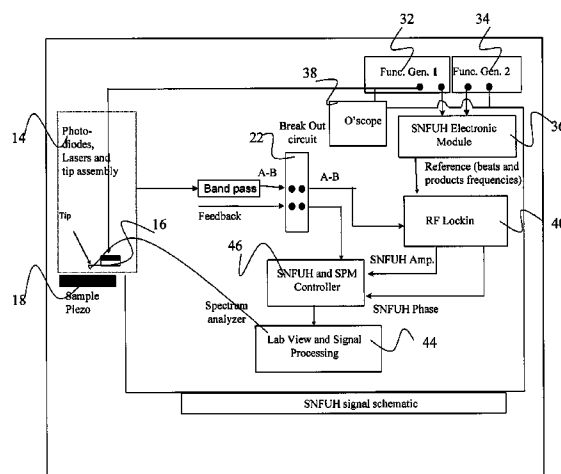 32
34
Func. Gen. 1
Func. Gen. 2
38
O'scope
14
Photo-
diodes,
Lasers and
tip assembly
22
Break Out
circuit
SNFUH Electronic
Module
36
A-B
A-B
Band pass
Feedback
Reference (beats and
products frequencies)
Tip
16
RF Lockin
40
46
SNFUH Amp.
SNFUH and SPM
Controller
18
Sample
Piezo
SNFUH Phase
Spectrum
analyzer
Lab View and Signal
Processing
44
SNFUH signal schematic